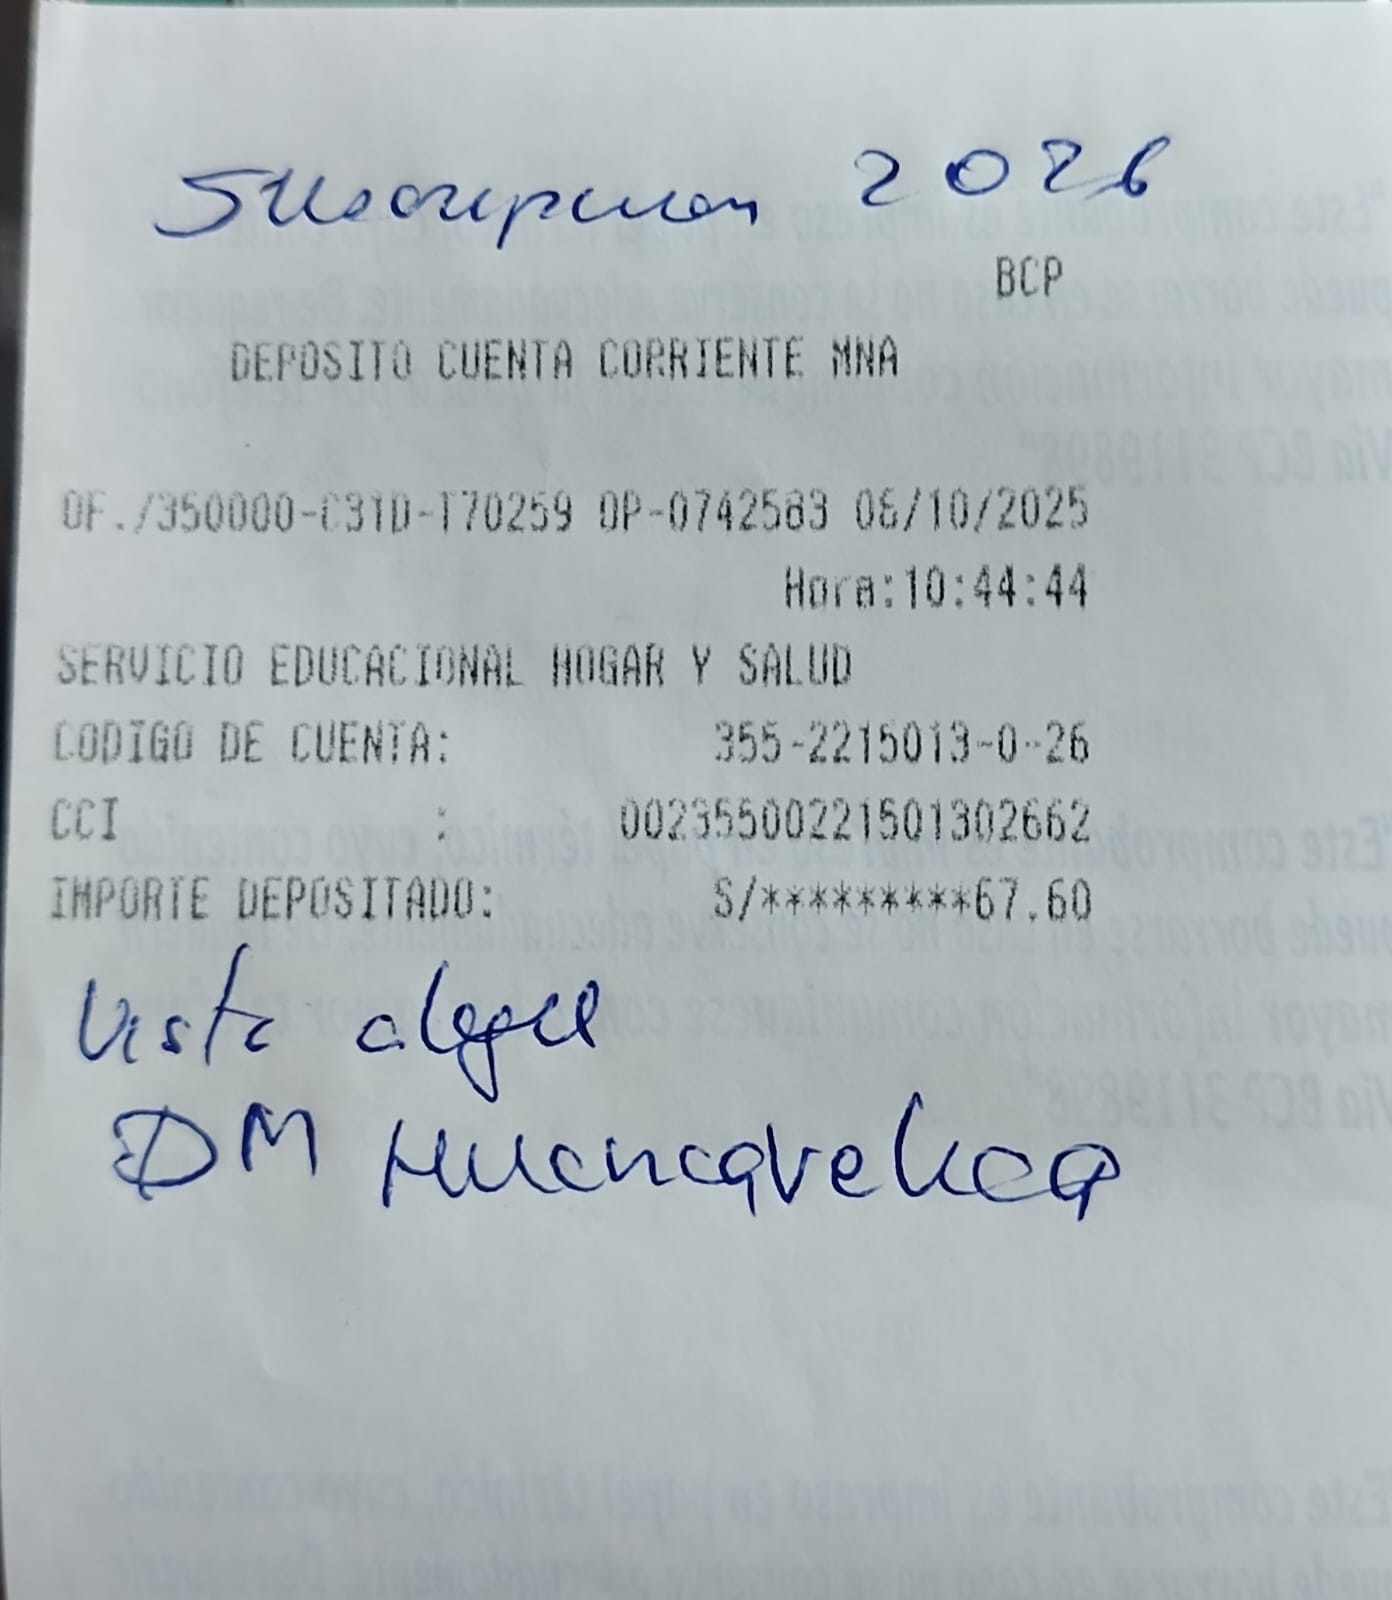 Suscripcion 2026
BCP
DEPOSITO CUENTA CORRIENTE MNA
OF./350000-C31D-T70259 OP-0742583 06/10/2025
Hora:10:44:44
SERVICIO EDUCACIONAL HOGAR Y SALUD
CODIGO DE CUENTA: 355-2215013-0-26
CCI : 00235500221501302662
IMPORTE DEPOSITADO: S/*********67.60
Vista alegre
DM Huancavelica